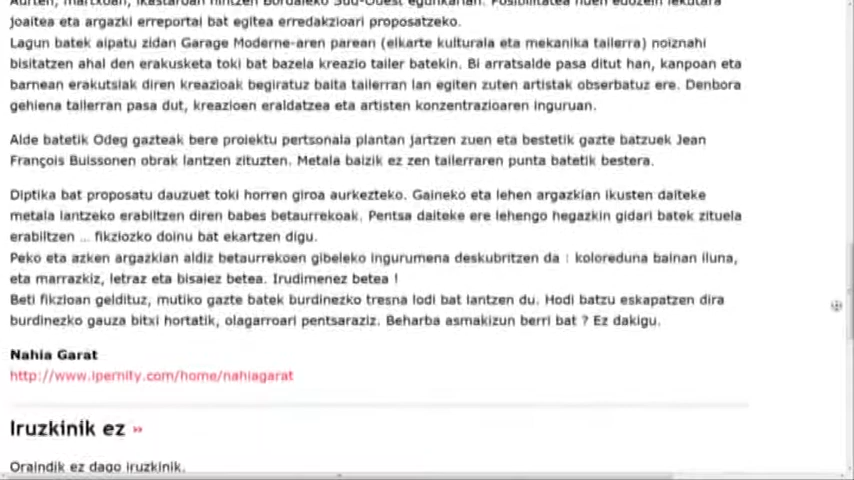 Aurten, martxoan, ikastaroan nintzen Bordaleko Sud-Ouest egunkarian. Posibilitatea nuen edozein lekutara
joaitea eta argazki erreportai bat egitea erredakzioari proposatzeko.
Lagun batek aipatu zidan Garage Moderne-aren parean (elkarte kulturala eta mekanika tailerra) noiznahi
bisitatzen ahal den erakusketa toki bat bazela kreazio tailer batekin. Bi arratsalde pasa ditut han, kanpoan eta
barnean erakutsiak diren kreazioak begiratuz baita tailerran lan egiten zuten artistak obserbatuz ere. Denbora
gehiena tailerran pasa dut, kreazioen eraldatzea eta artisten konzentrazioaren inguruan.
Alde batetik Odeg gazteak bere proiektu pertsonala plantan jartzen zuen eta bestetik gazte batzuek Jean
François Buissonen obrak lantzen zituzten. Metala baizik ez zen tailerraren punta batetik bestera.
Diptika bat proposatu dauzuet toki horren giroa aurkezteko. Gaineko eta lehen argazkian ikusten daiteke
metala lantzeko erabiltzen diren babes betaurrekoak. Pentsa daiteke ere lehengo hegazkin gidari batek zituela
erabiltzen ... fikziozko doinu bat ekartzen digu.
Peko eta azken argazkian aldiz betaurrekoen gibeleko ingurumena deskubritzen da : koloreduna bainan iluna,
eta marrazkiz, letraz eta bisaiez betea. Irudimenez betea !
Beti fikzioan geldituz, mutiko gazte batek burdinezko tresna lodi bat lantzen du. Hodi batzu eskapatzen dira
burdinezko gauza bitxi hortatik, olagarroari pentsaraziz. Beharba asmakizun berri bat ? Ez dakigu.
Nahia Garat
http://www.ipernity.com/home/nahiagarat
Iruzkinik ez »
Oraindik ez dago iruzkinik.